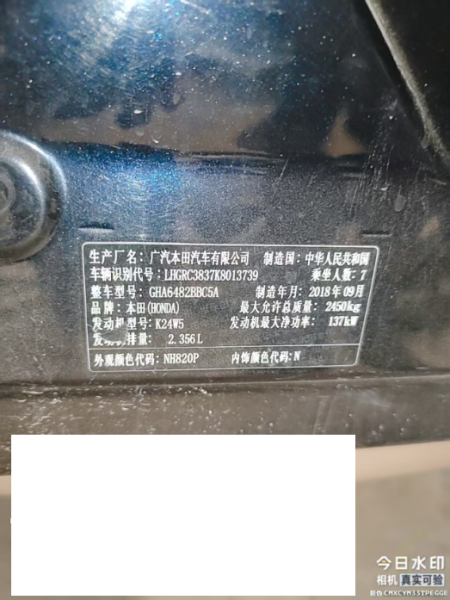 生产厂名：广汽本田汽车有限公司 制造国：中华人民共和国
车辆识别代号：LHGRC3837K8013739 乘坐人数：7
整车型号：GHA6482BBC5A 制造年月：2018年09月
品牌：本田(HONDA) 最大允许总质量：2450kg
发动机型号：K24W5 发动机最大净功率：137kW
发 排量：2.356L
外观颜色代码：NH820P 内饰颜色代码：N
今日水印
相机 真实可验
防伪 CMXCYM3STPEGGE